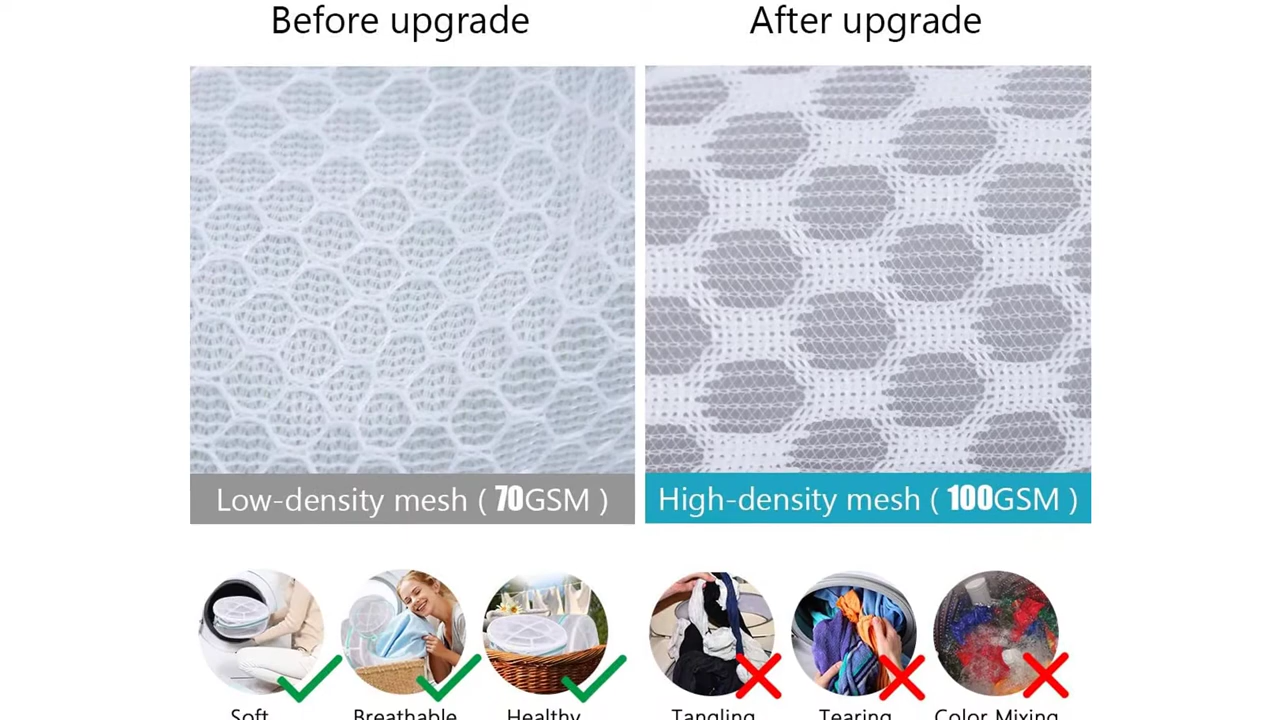 Before upgrade After upgrade
Low-density mesh ( 70GSM ) High-density mesh ( 100GSM )
Soft Breathable Healthy Tangling Tearing Color Mixing